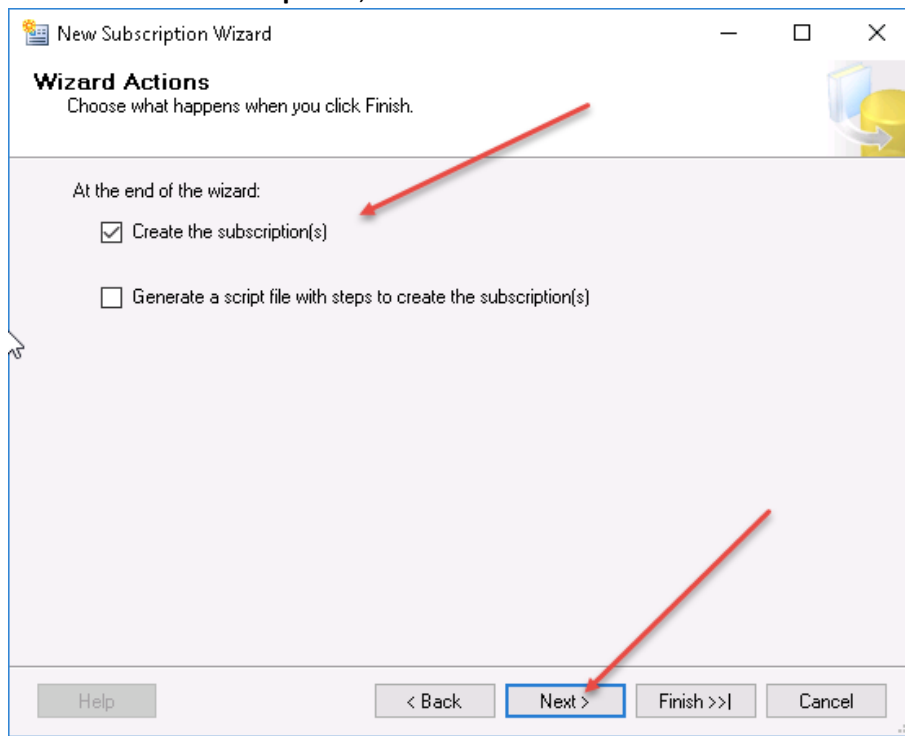 New Subscription Wizard
Wizard Actions
Choose what happens when you click Finish.
At the end of the wizard:
Create the subscription(s)
Generate a script file with steps to create the subscription(s)
Help
< Back
Next >
Finish >>|
Cancel